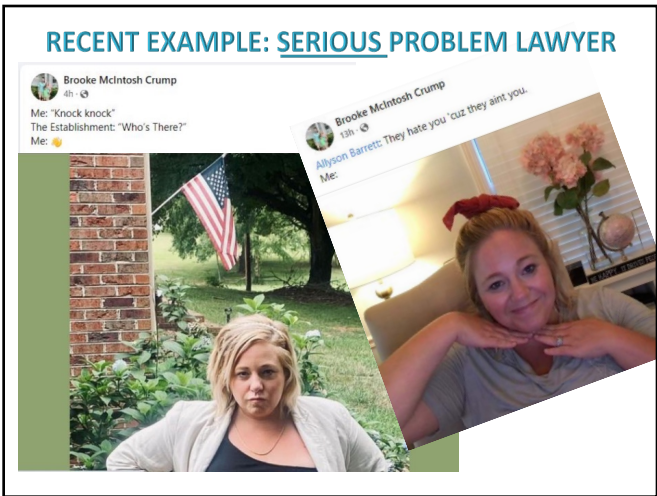 RECENT EXAMPLE: SERIOUS PROBLEM LAWYER
Brooke McIntosh Crump
4h ·
Me: "Knock knock"
The Establishment: "Who's There?"
Me: 👋
Brooke McIntosh Crump
13h ·
Allyson Barrett: They hate you 'cuz they aint you.
Me: